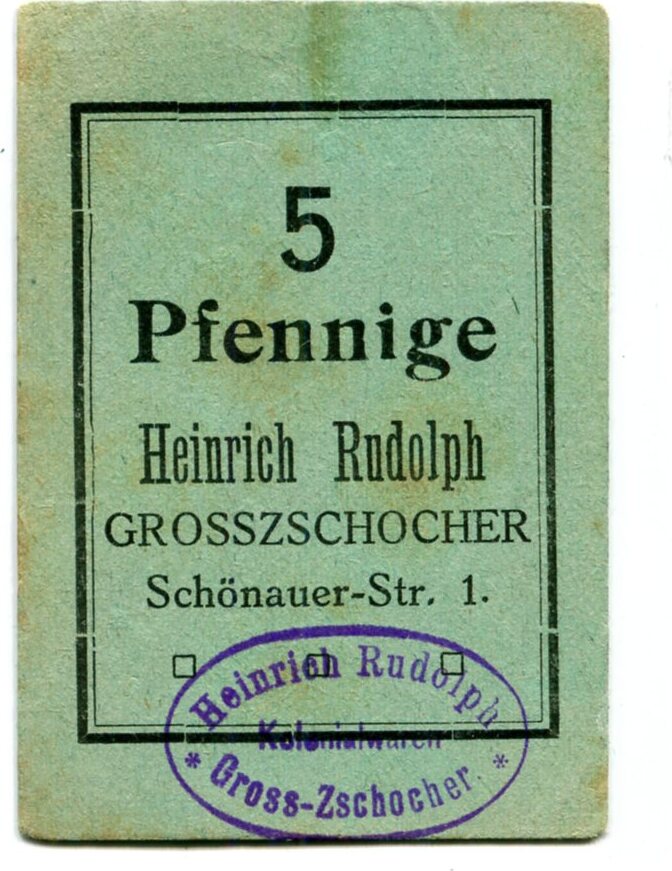 5
Pfennige
Heinrich Rudolph
GROSSZSCHOCHER
Schönauer-Str. 1.
Heinrich Rudolph
Kolonialwaren
* Gross-Zschocher. *